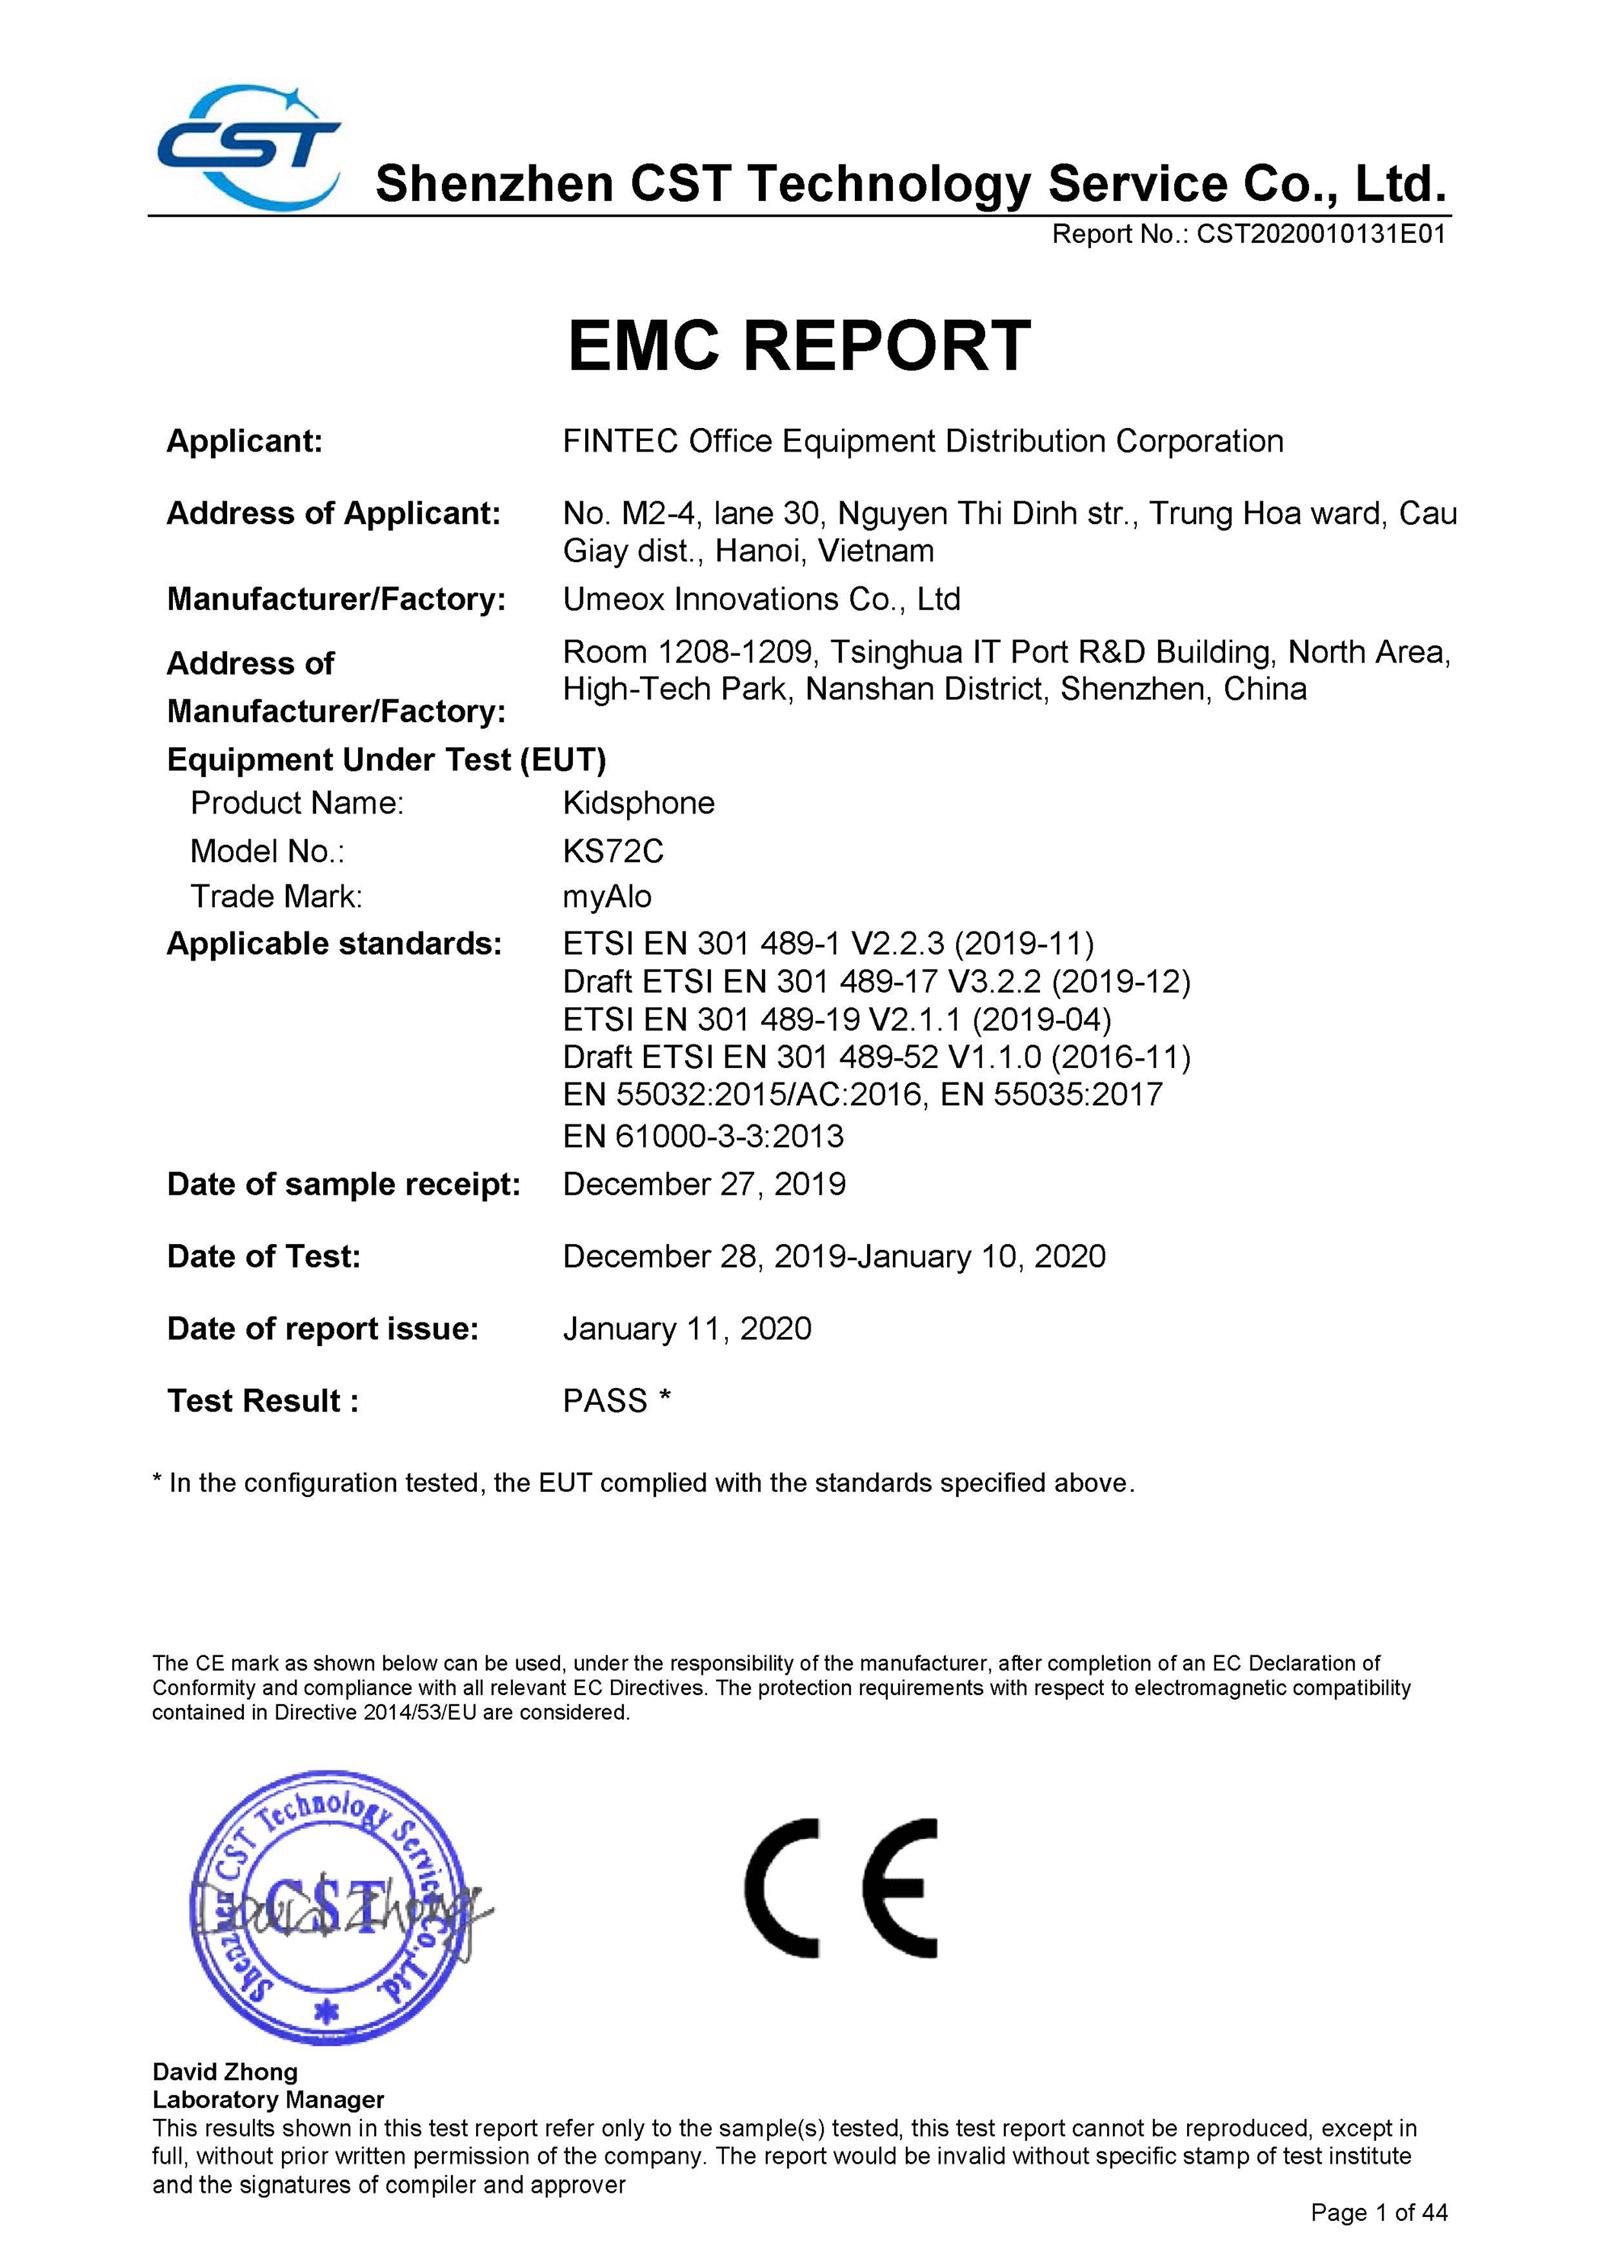 CST
Shenzhen CST Technology Service Co., Ltd.
Report No.: CST2020010131E01
EMC REPORT
Applicant: FINTEC Office Equipment Distribution Corporation
Address of Applicant: No. M2-4, lane 30, Nguyen Thi Dinh str., Trung Hoa ward, Cau
Giay dist., Hanoi, Vietnam
Manufacturer/Factory: Umeox Innovations Co., Ltd
Address of
Manufacturer/Factory:
Room 1208-1209, Tsinghua IT Port R&D Building, North Area,
High-Tech Park, Nanshan District, Shenzhen, China
Equipment Under Test (EUT)
Product Name: Kidsphone
Model No.: KS72C
Trade Mark: myAlo
Applicable standards: ETSI EN 301 489-1 V2.2.3 (2019-11)
Draft ETSI EN 301 489-17 V3.2.2 (2019-12)
ETSI EN 301 489-19 V2.1.1 (2019-04)
Draft ETSI EN 301 489-52 V1.1.0 (2016-11)
EN 55032:2015/AC:2016, EN 55035:2017
EN 61000-3-3:2013
Date of sample receipt: December 27, 2019
Date of Test: December 28, 2019-January 10, 2020
Date of report issue: January 11, 2020
Test Result : PASS *
* In the configuration tested, the EUT complied with the standards specified above.
The CE mark as shown below can be used, under the responsibility of the manufacturer, after completion of an EC Declaration of
Conformity and compliance with all relevant EC Directives. The protection requirements with respect to electromagnetic compatibility
contained in Directive 2014/53/EU are considered.
Shenzhen CST Technology Service Co.,Ltd
CST
David Zhong
CE
David Zhong
Laboratory Manager
This results shown in this test report refer only to the sample(s) tested, this test report cannot be reproduced, except in
full, without prior written permission of the company. The report would be invalid without specific stamp of test institute
and the signatures of compiler and approver
Page 1 of 44